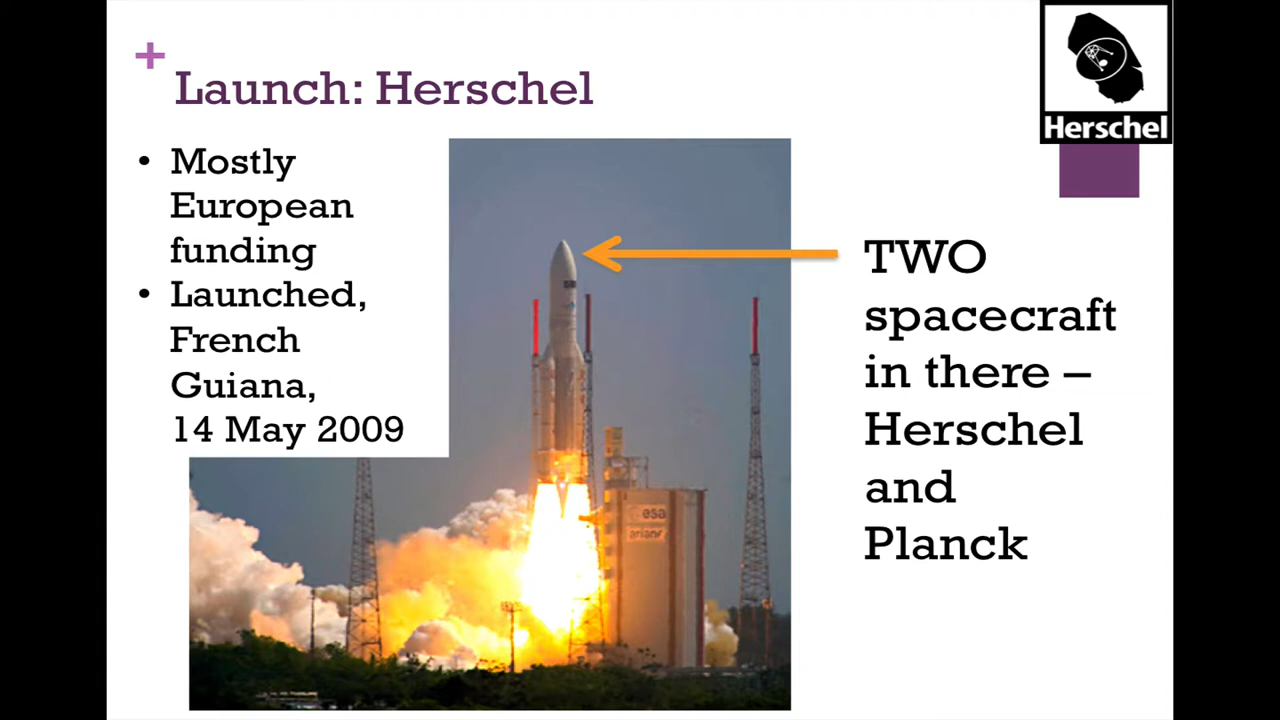 +
Launch: Herschel
Herschel
• Mostly
European
funding
• Launched,
French
Guiana,
14 May 2009
TWO
spacecraft
in there –
Herschel
and
Planck
esa
ariane